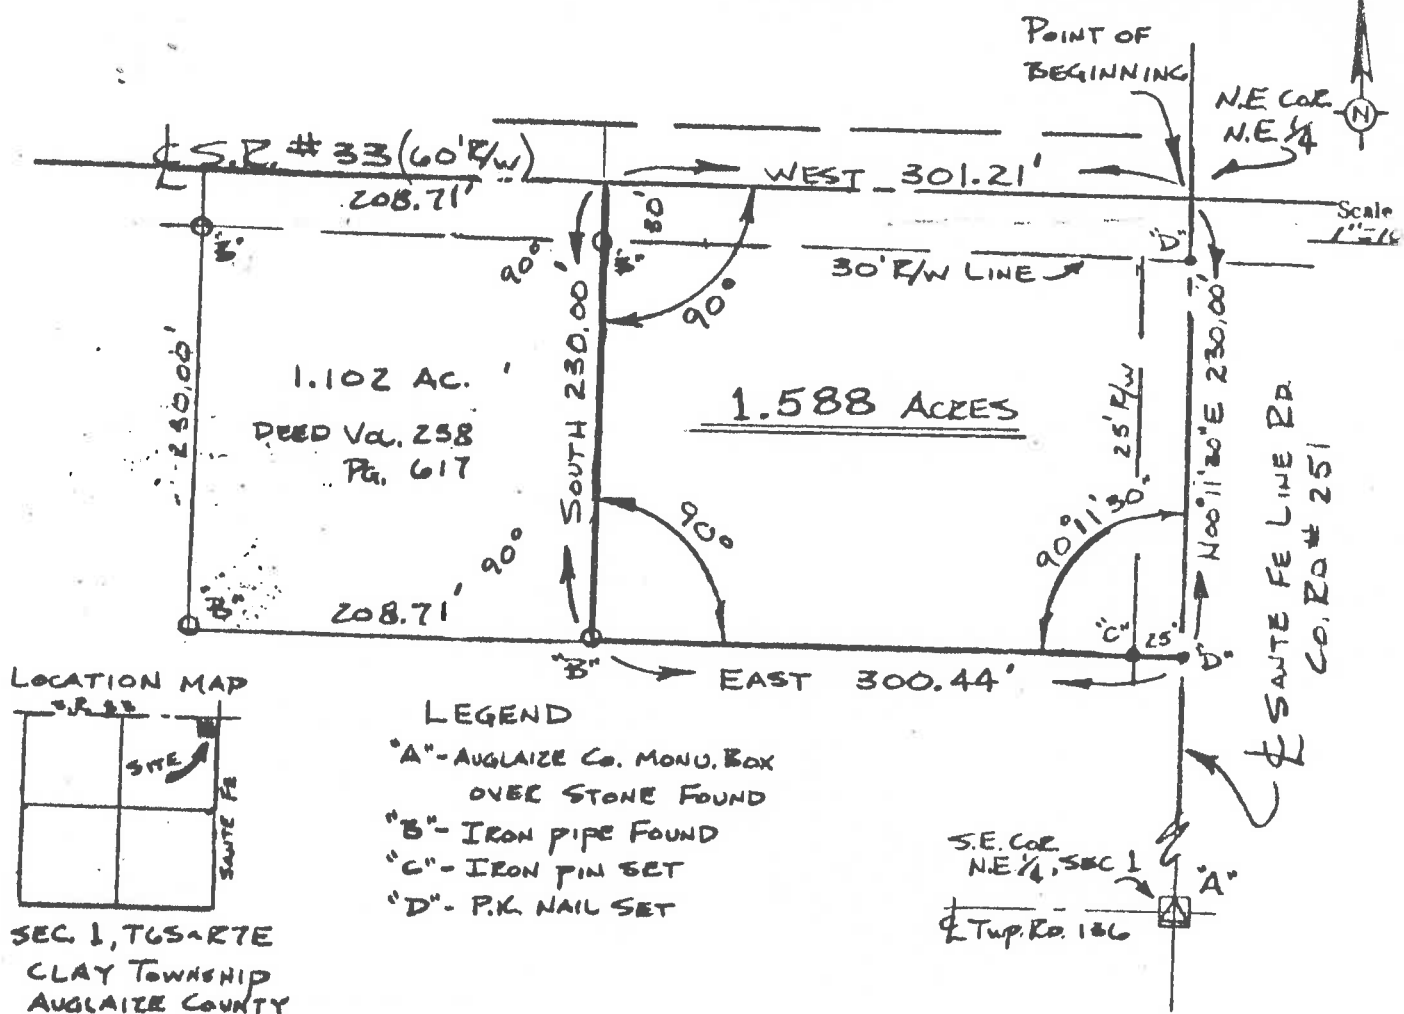 POINT OF
BEGINNING
N.E COR.
N.E. 1/4
N
℄ S.R. #33 (60' R/W)
WEST 301.21'
208.71'
30'
Scale
"B"
90°
"B"
"D"
30' R/W LINE
90°
230.00'
SOUTH 230.00'
25' R/W
N00°11'30"E 230.00'
1.102 AC.
DEED VOL. 258
PG. 617
1.588 ACRES
℄ SANTE FE LINE RD
CO. RD # 251
90°
90°
90°11'30"
"B"
208.71'
"B"
"C"
25'
"D"
EAST 300.44'
LOCATION MAP
S.R. 33
SITE
SANTE FE
SEC. 1, T6S-R7E
CLAY TOWNSHIP
AUGLAIZE COUNTY
LEGEND
"A"- AUGLAIZE CO. MONU. BOX
OVER STONE FOUND
"B"- IRON PIPE FOUND
"C"- IRON PIN SET
"D"- P.K. NAIL SET
S.E. COR
N.E. 1/4, SEC 1
"A"
℄ TWP. RD. 136